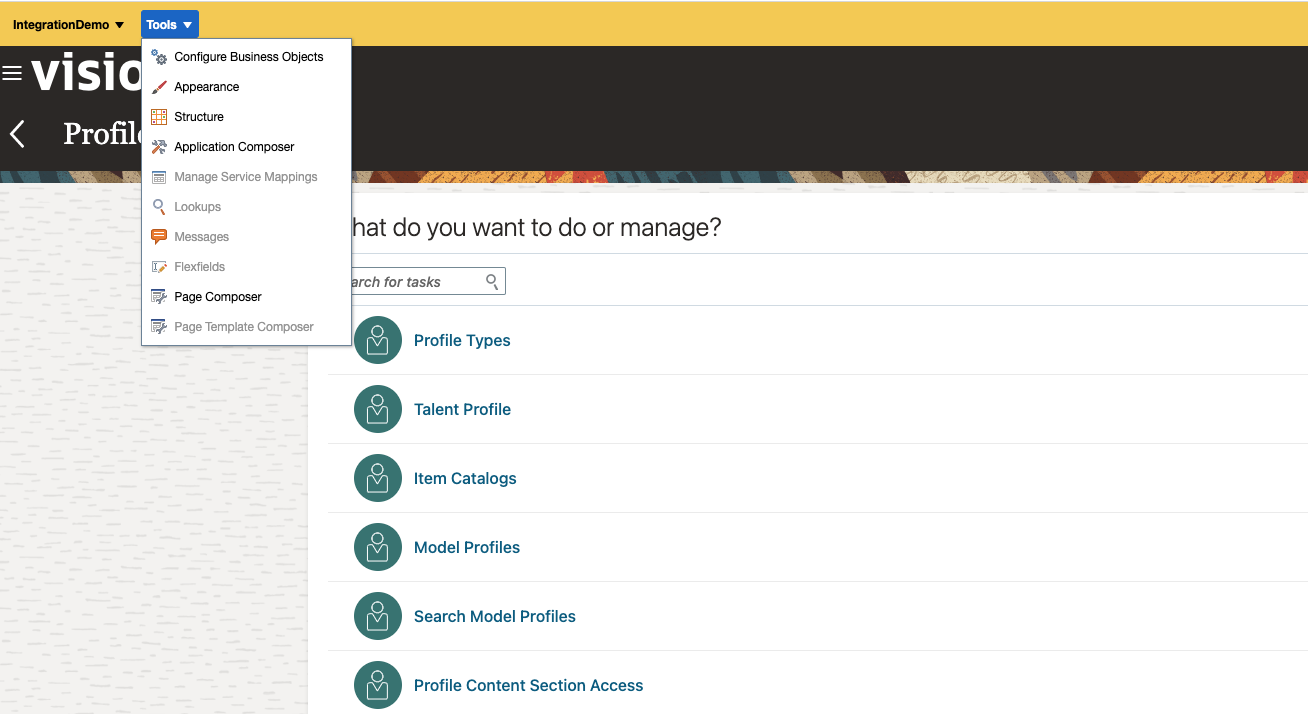 IntegrationDemo
Tools
Configure Business Objects
Appearance
Structure
Application Composer
Manage Service Mappings
Lookups
Messages
Flexfields
Page Composer
Page Template Composer
visio
Profil
hat do you want to do or manage?
arch for tasks
Profile Types
Talent Profile
Item Catalogs
Model Profiles
Search Model Profiles
Profile Content Section Access